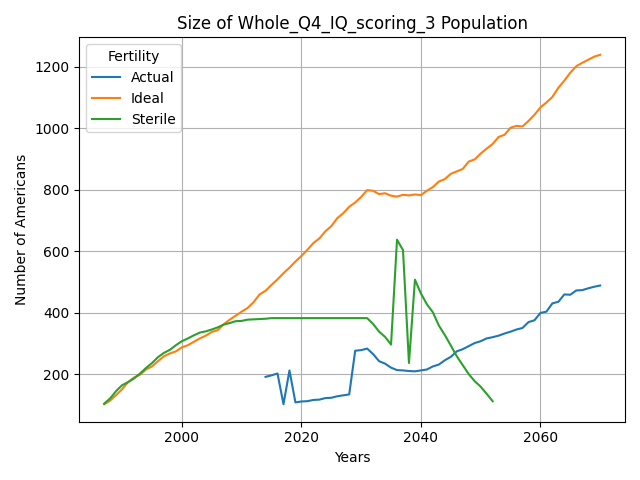 Size of Whole_Q4_IQ_scoring_3 Population
Fertility
Actual
Ideal
Sterile
Number of Americans
1200
1000
800
600
400
200
2000
2020
2040
2060
Years